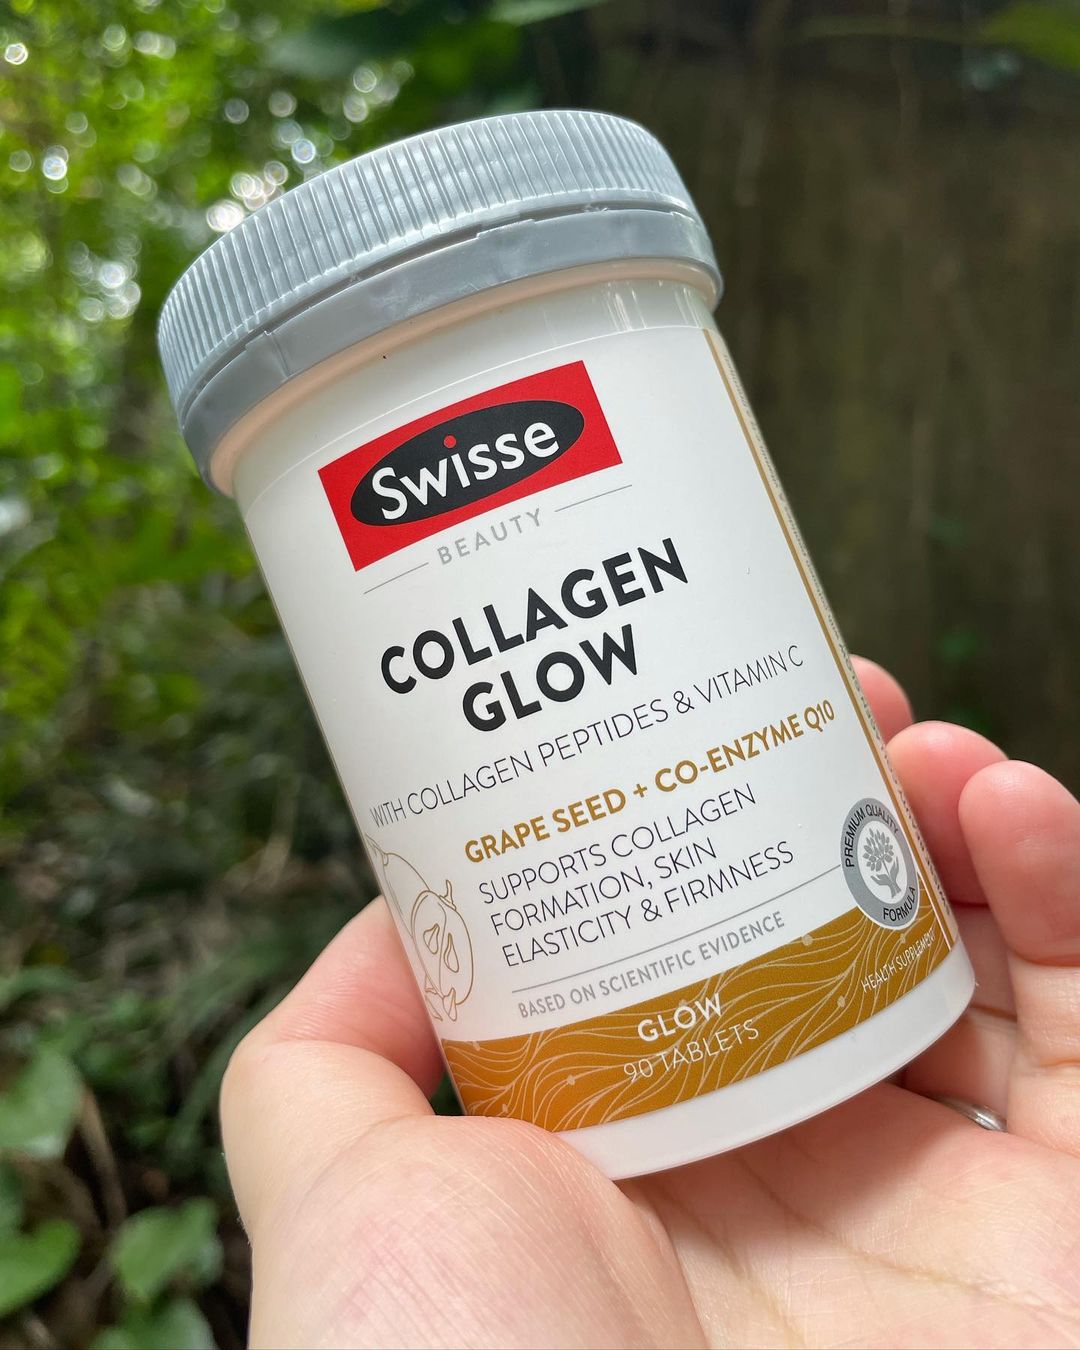 Swisse
BEAUTY
COLLAGEN
GLOW
WITH COLLAGEN PEPTIDES & VITAMIN C
GRAPE SEED + CO-ENZYME Q10
SUPPORTS COLLAGEN
FORMATION, SKIN
ELASTICITY & FIRMNESS
BASED ON SCIENTIFIC EVIDENCE
PREMIUM QUALITY
FORMULA
GLOW
90 TABLETS
HEALTH SUPPLEMENT